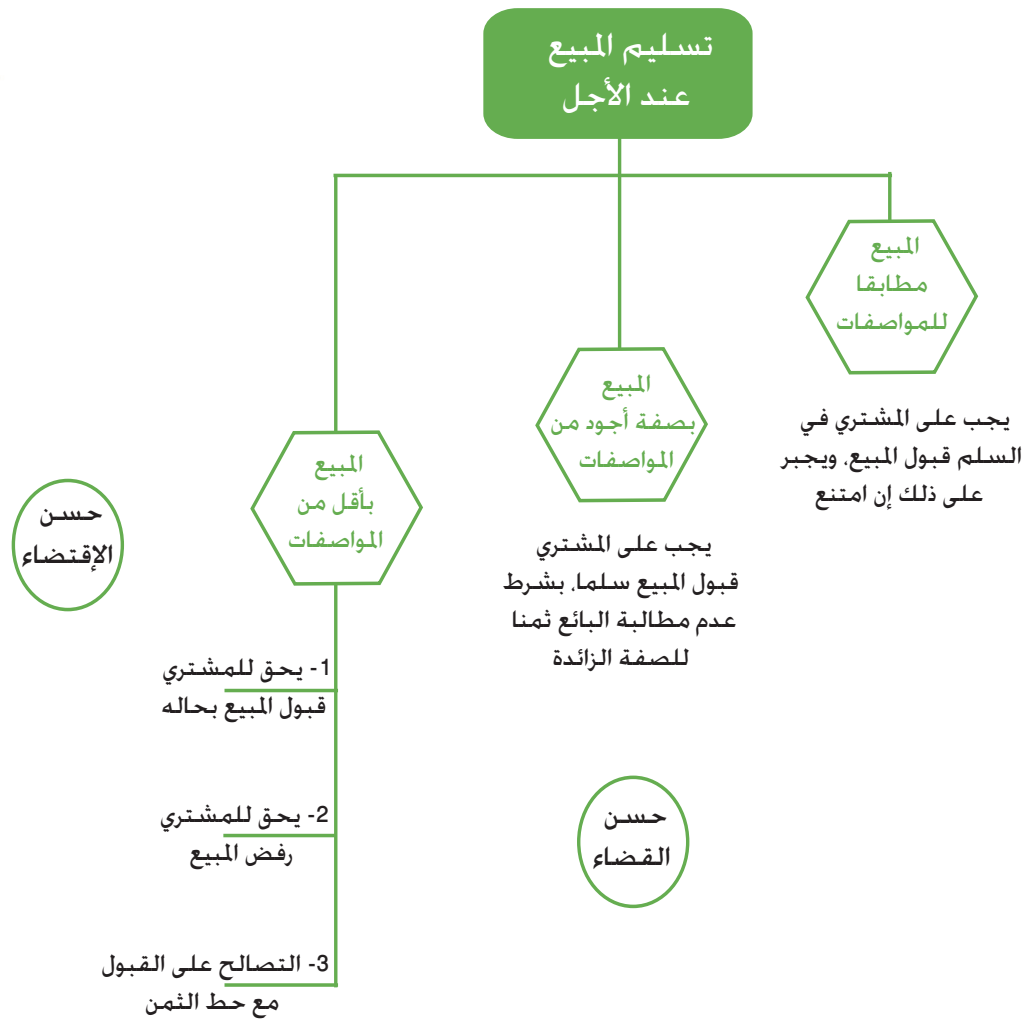 تسليم المبيع
عند الأجل
المبيع
مطابقا
للمواصفات
يجب على المشتري في
السلم قبول المبيع، ويجبر
على ذلك إن امتنع
المبيع
بصفة أجود من
المواصفات
يجب على المشتري
قبول المبيع سلما، بشرط
عدم مطالبة البائع ثمنا
للصفة الزائدة
حسن
القضاء
المبيع
بأقل من
المواصفات
1- يحق للمشتري
قبول المبيع بحاله
2- يحق للمشتري
رفض المبيع
3- التصالح على القبول
مع حط الثمن
حسن
الإقتضاء